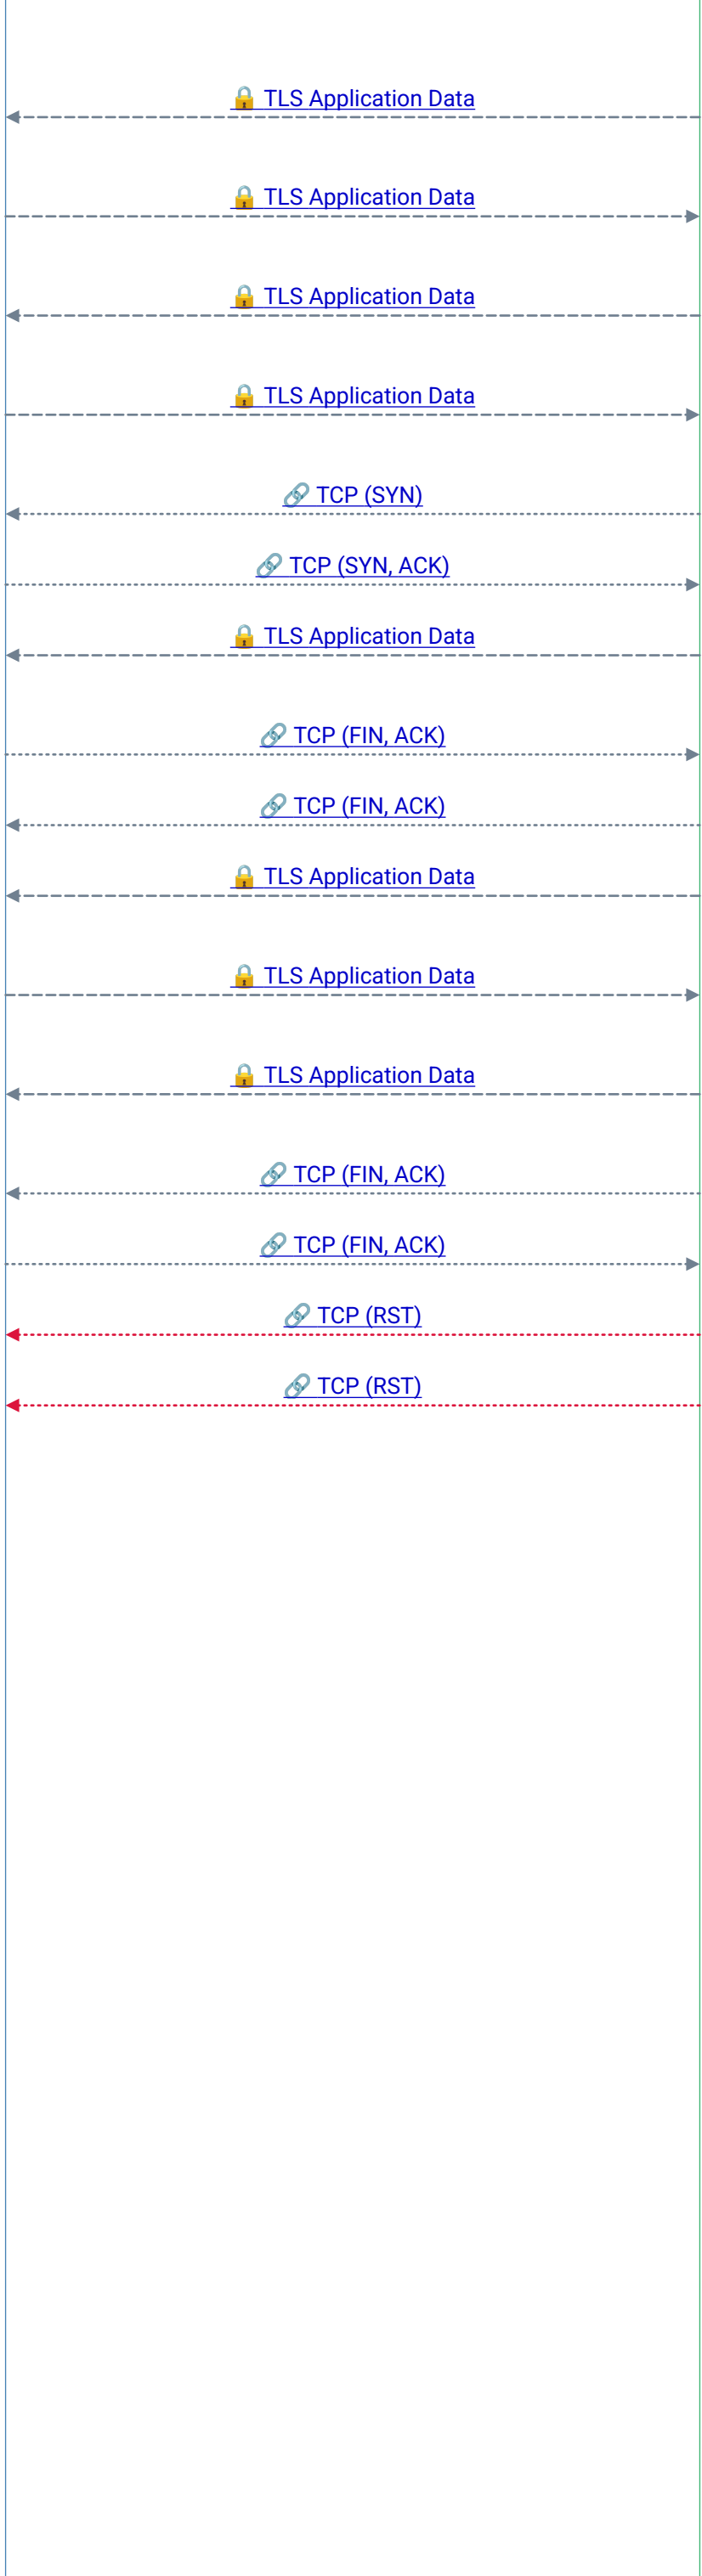 🔒 TLS Application Data
🔒 TLS Application Data
🔒 TLS Application Data
🔒 TLS Application Data
🔗 TCP (SYN)
🔗 TCP (SYN, ACK)
🔒 TLS Application Data
🔗 TCP (FIN, ACK)
🔗 TCP (FIN, ACK)
🔒 TLS Application Data
🔒 TLS Application Data
🔒 TLS Application Data
🔗 TCP (FIN, ACK)
🔗 TCP (FIN, ACK)
🔗 TCP (RST)
🔗 TCP (RST)